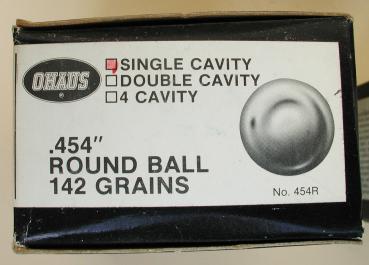 OHAUS
®
SINGLE CAVITY
DOUBLE CAVITY
4 CAVITY
.454"
ROUND BALL
142 GRAINS
No. 454R